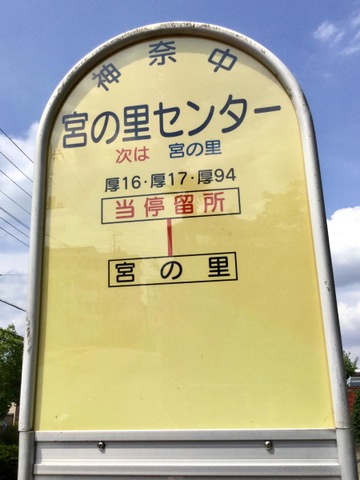 神奈中
宮の里センター
次は 宮の里
厚16・厚17・厚94
当停留所
宮の里